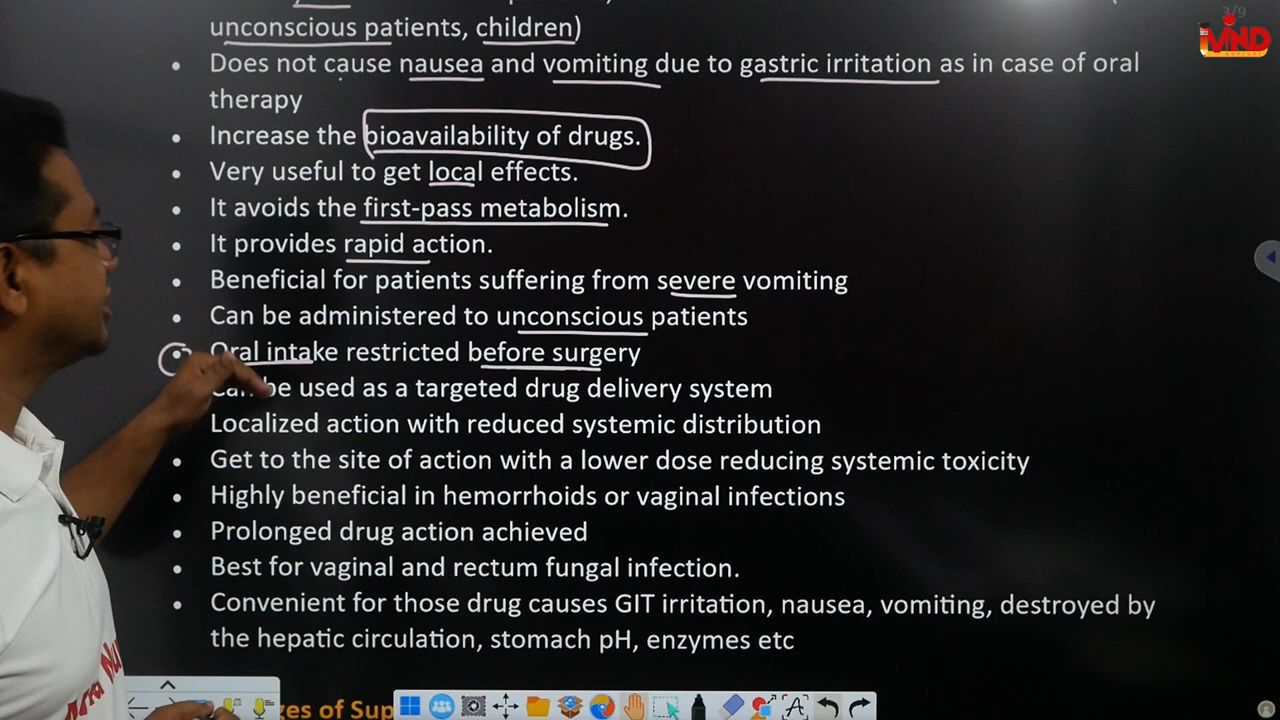 3/9
MIND
unconscious patients, children)
• Does not cause nausea and vomiting due to gastric irritation as in case of oral
therapy
• Increase the bioavailability of drugs.
• Very useful to get local effects.
• It avoids the first-pass metabolism.
• It provides rapid action.
• Beneficial for patients suffering from severe vomiting
• Can be administered to unconscious patients
• Oral intake restricted before surgery
Can be used as a targeted drug delivery system
Localized action with reduced systemic distribution
• Get to the site of action with a lower dose reducing systemic toxicity
• Highly beneficial in hemorrhoids or vaginal infections
• Prolonged drug action achieved
• Best for vaginal and rectum fungal infection.
• Convenient for those drug causes GIT irritation, nausea, vomiting, destroyed by
the hepatic circulation, stomach pH, enzymes etc
of